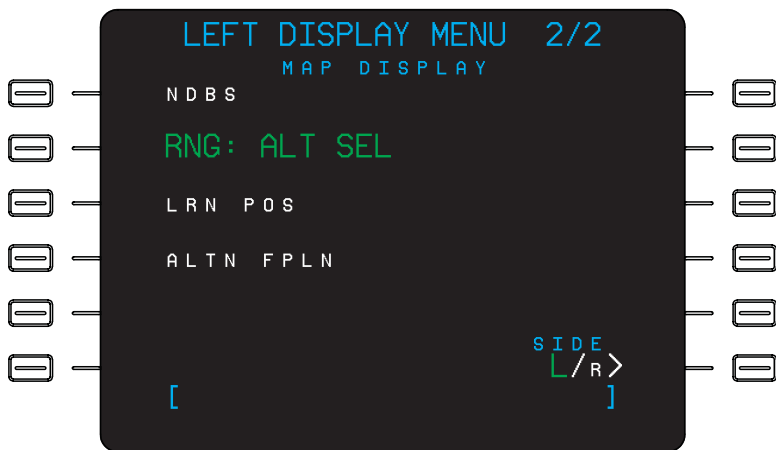 LEFT DISPLAY MENU 2/2
MAP DISPLAY
NDBS
RNG: ALT SEL
LRN POS
ALTN FPLN
SIDE
L/R>
[ ]